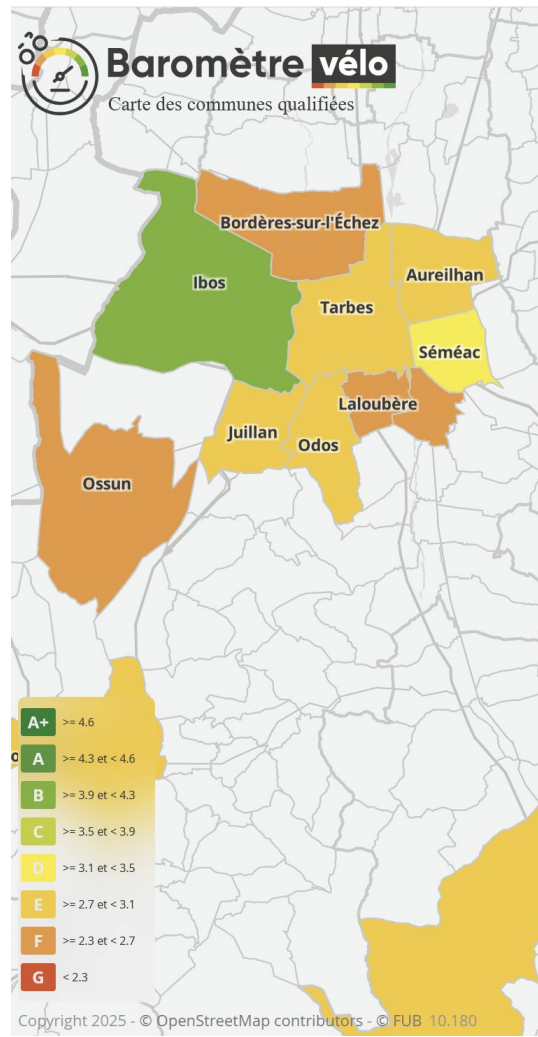 Baromètre vélo
Carte des communes qualifiées
Bordères-sur-l'Échez
Ibos
Aureilhan
Tarbes
Séméac
Laloubère
Juillan
Odos
Ossun
A+ >= 4.6
A >= 4.3 et < 4.6
B >= 3.9 et < 4.3
C >= 3.5 et < 3.9
D >= 3.1 et < 3.5
E >= 2.7 et < 3.1
F >= 2.3 et < 2.7
G < 2.3
Copyright 2025 - © OpenStreetMap contributors - © FUB 10.180